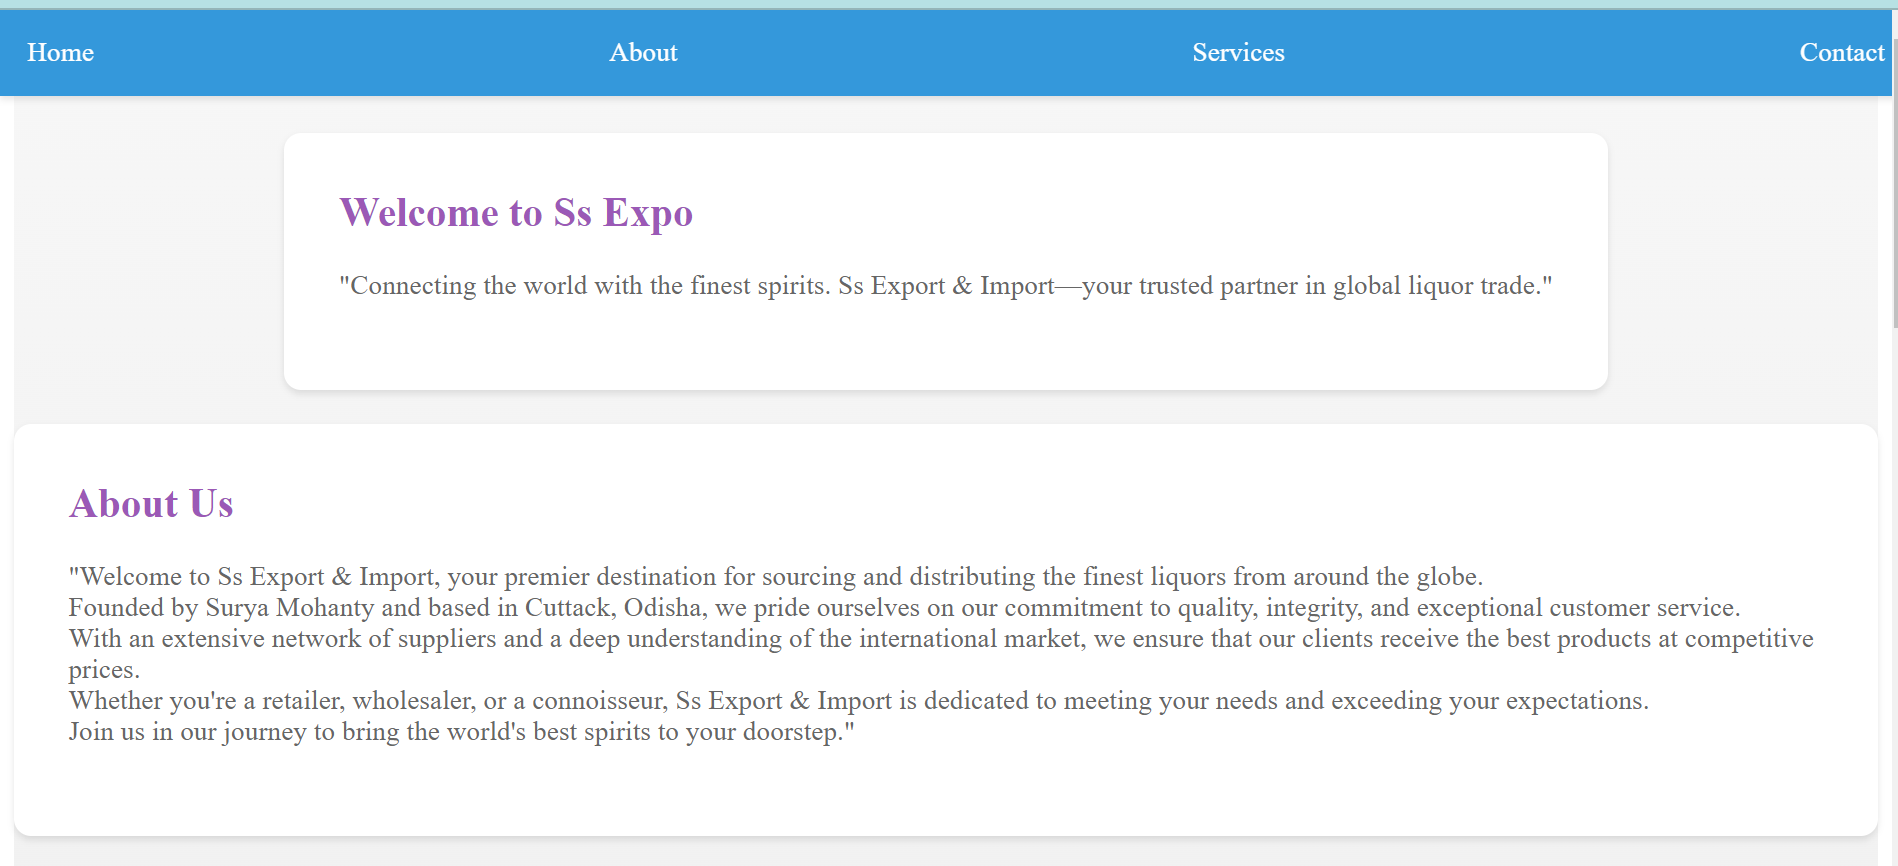 Home About Services Contact
Welcome to Ss Expo
"Connecting the world with the finest spirits. Ss Export & Import—your trusted partner in global liquor trade."
About Us
"Welcome to Ss Export & Import, your premier destination for sourcing and distributing the finest liquors from around the globe.
Founded by Surya Mohanty and based in Cuttack, Odisha, we pride ourselves on our commitment to quality, integrity, and exceptional customer service.
With an extensive network of suppliers and a deep understanding of the international market, we ensure that our clients receive the best products at competitive
prices.
Whether you're a retailer, wholesaler, or a connoisseur, Ss Export & Import is dedicated to meeting your needs and exceeding your expectations.
Join us in our journey to bring the world's best spirits to your doorstep."